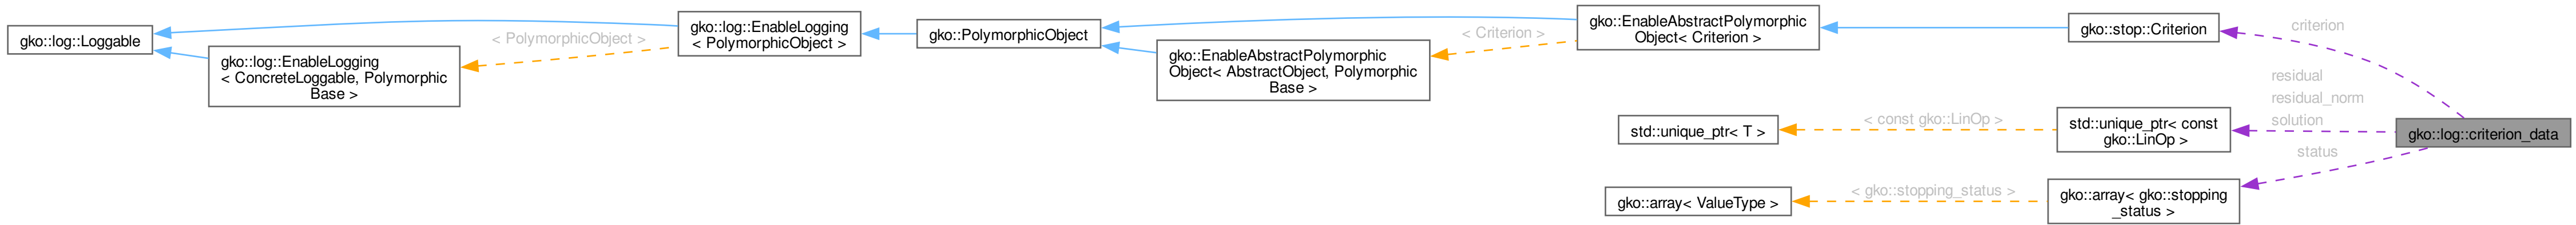 gko::log::Loggable
gko::log::EnableLogging
< ConcreteLoggable, Polymorphic
Base >
< PolymorphicObject >
gko::log::EnableLogging
< PolymorphicObject >
gko::PolymorphicObject
gko::EnableAbstractPolymorphic
Object< AbstractObject, Polymorphic
Base >
< Criterion >
gko::EnableAbstractPolymorphic
Object< Criterion >
gko::stop::Criterion
criterion
std::unique_ptr< T >
< const gko::LinOp >
std::unique_ptr< const
gko::LinOp >
residual
residual_norm
solution
gko::array< ValueType >
< gko::stopping_status >
gko::array< gko::stopping
_status >
status
gko::log::criterion_data